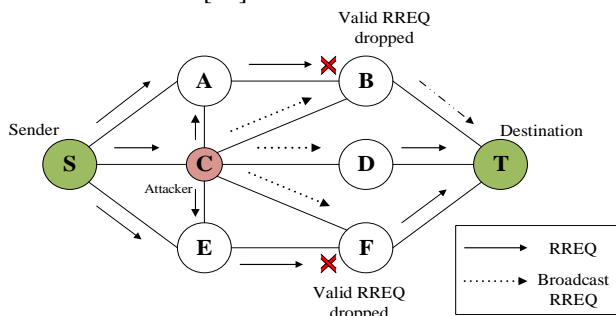 Valid RREQ
dropped
A
B
Sender
Destination
S
C
D
T
Attacker
E
F
Valid RREQ
dropped
RREQ
Broadcast
RREQ